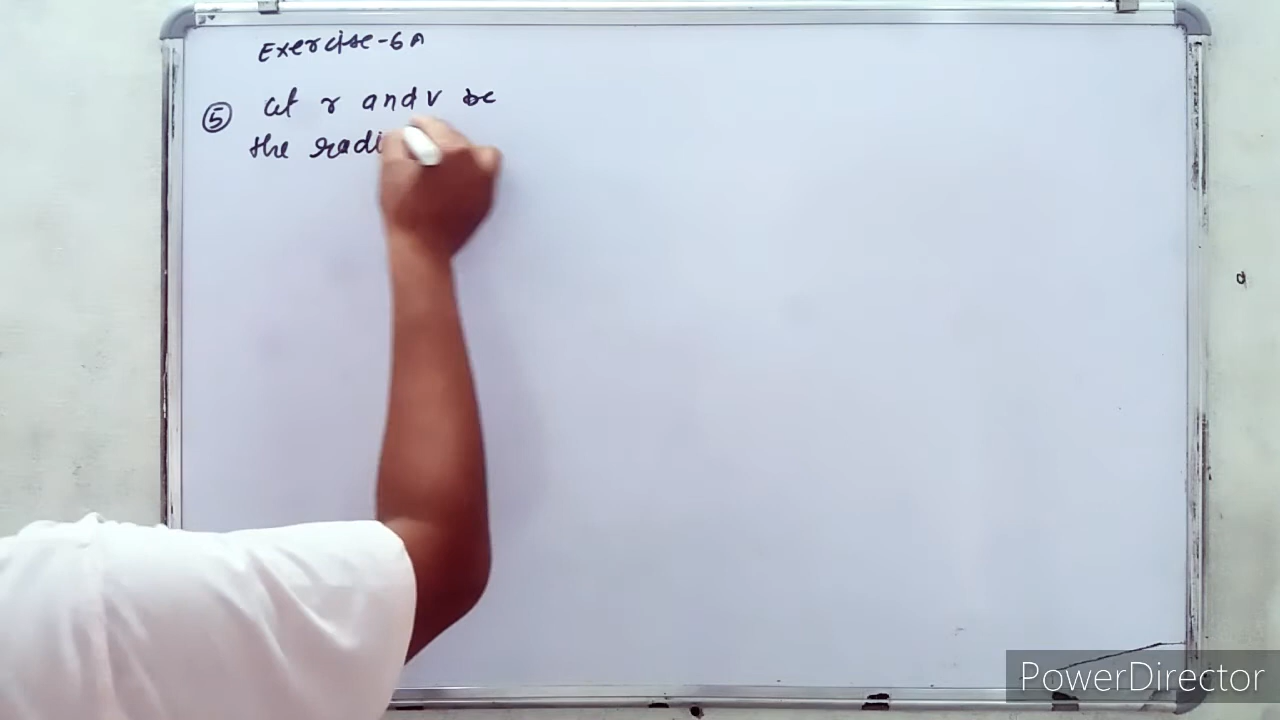 Exercise-6A
⑤ Let r and v be
the radi
PowerDirector